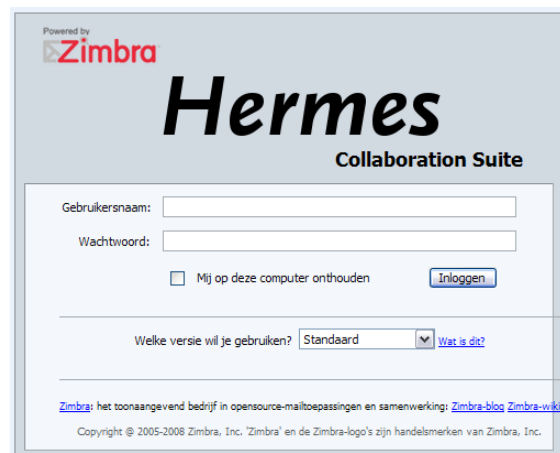 Powered by
Zimbra
Hermes
Collaboration Suite
Gebruikersnaam:
Wachtwoord:
Mij op deze computer onthouden
Inloggen
Welke versie wil je gebruiken? Standaard Wat is dit?
Zimbra: het toonaangevend bedrijf in opensource-mailtoepassingen en samenwerking: Zimbra-blog Zimbra-wiki
Copyright @ 2005-2008 Zimbra, Inc. 'Zimbra' en de Zimbra-logo's zijn handelsmerken van Zimbra, Inc.